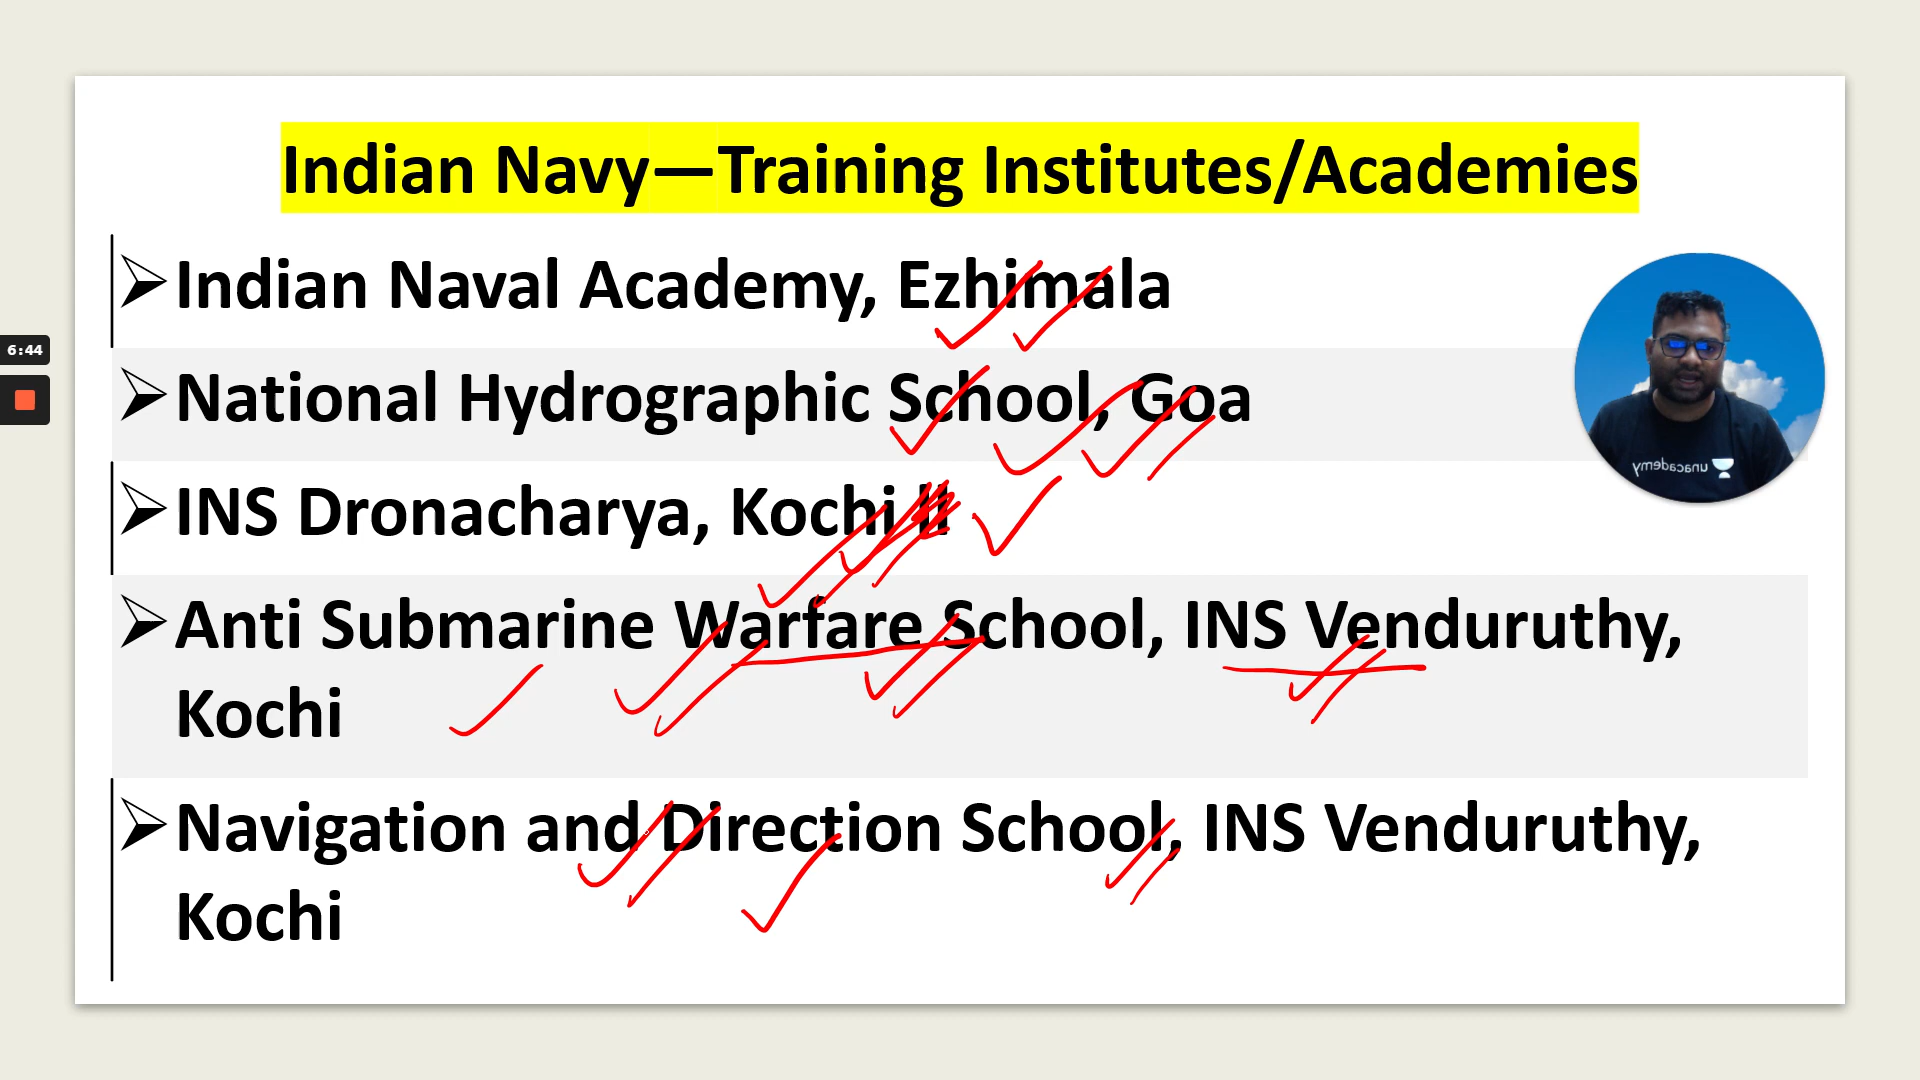 Indian Navy—Training Institutes/Academies
Indian Naval Academy, Ezhimala
National Hydrographic School, Goa
6:44
INS Dronacharya, Kochi ll
unacademy
Anti Submarine Warfare School, INS Venduruthy,
Kochi
Navigation and Direction School, INS Venduruthy,
Kochi